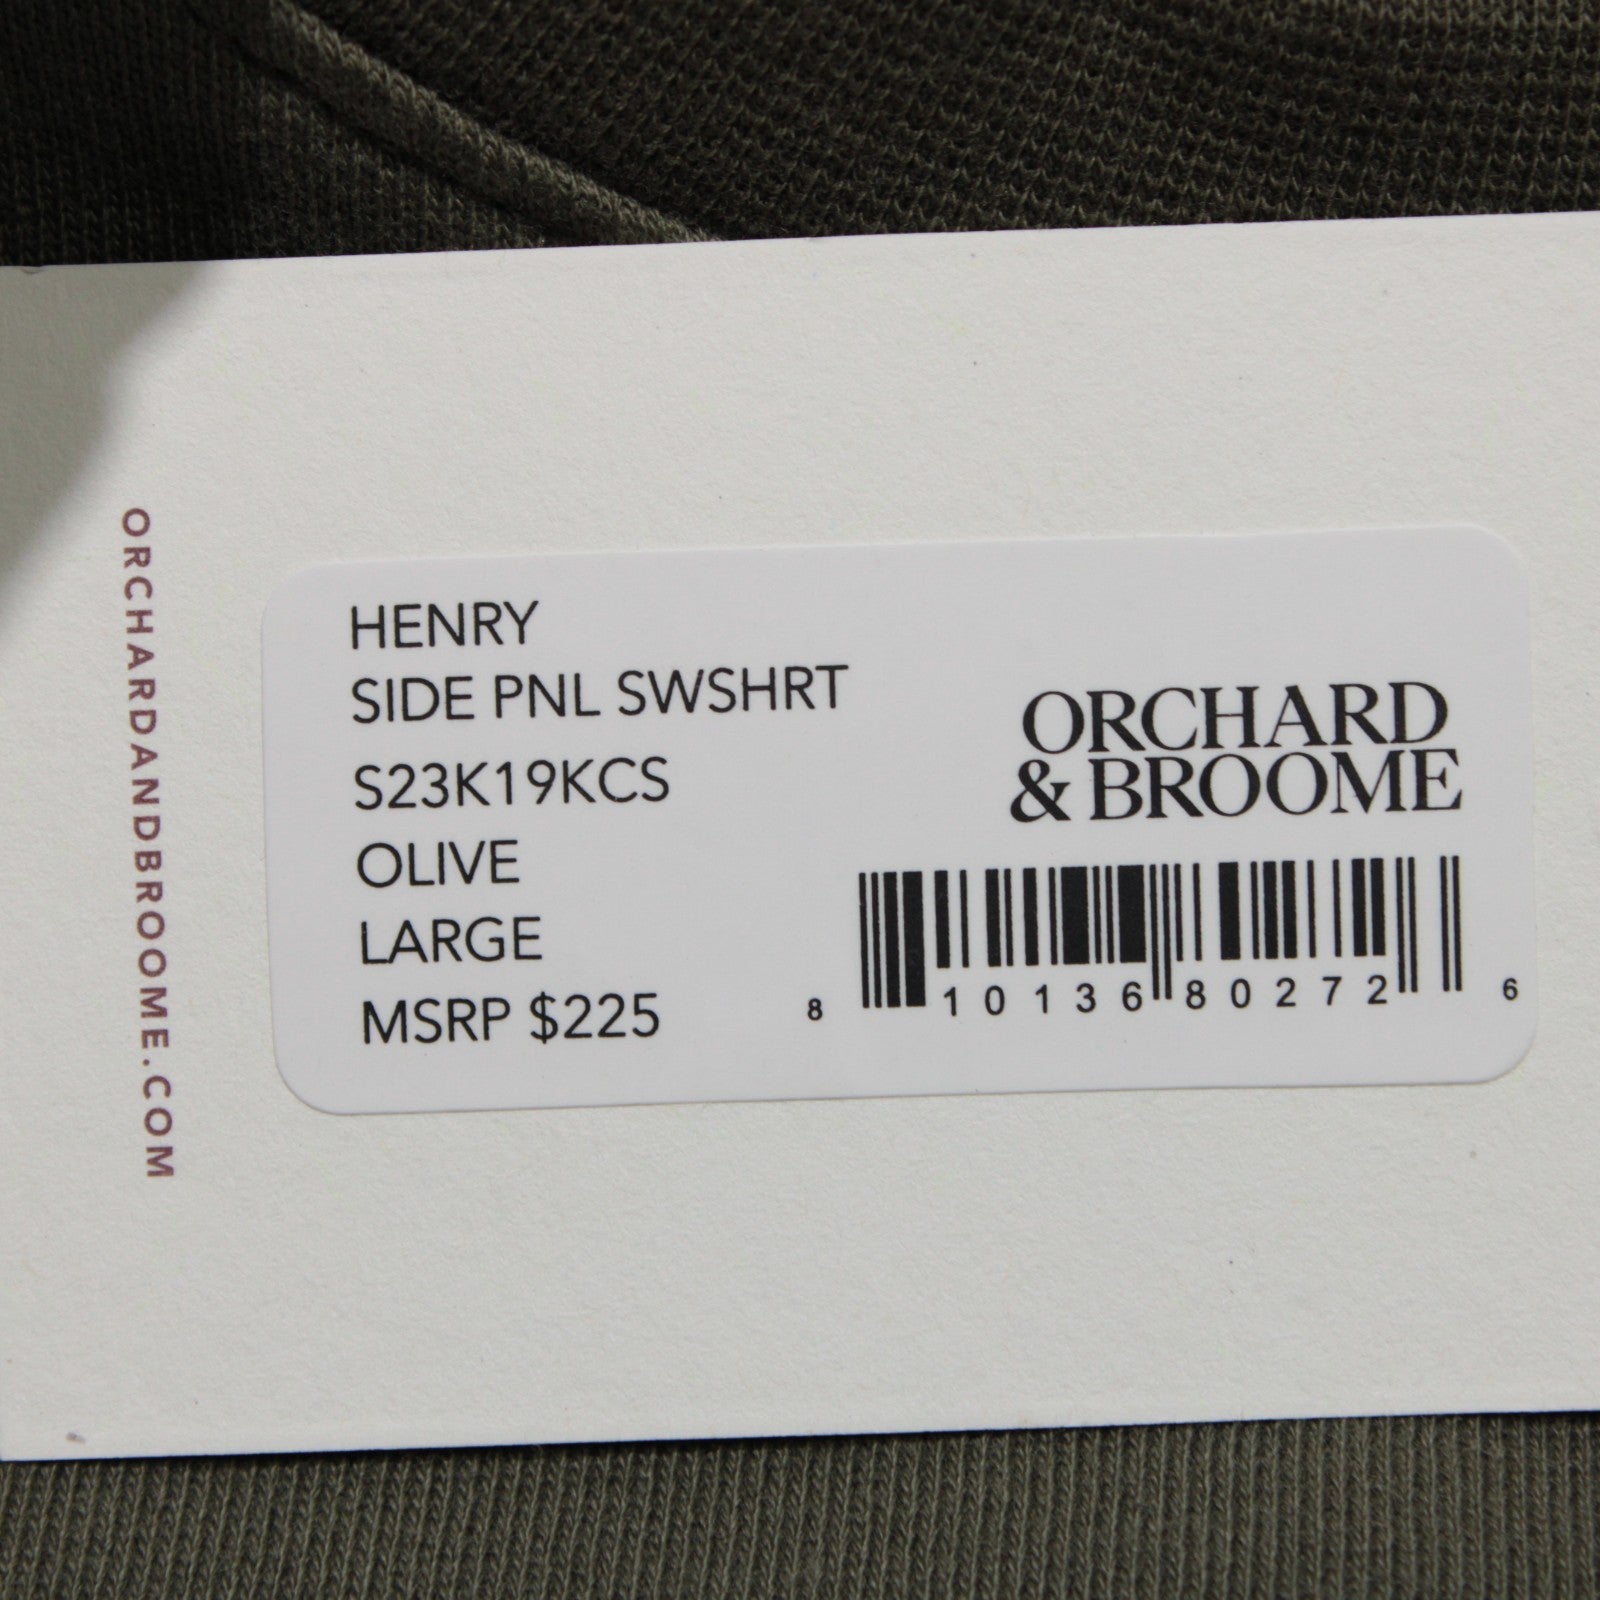 ORCHARDANDBROOME.COM
HENRY
SIDE PNL SWSHRT
S23K19KCS
OLIVE
LARGE
MSRP $225
ORCHARD
& BROOME
8 10136 80272 6